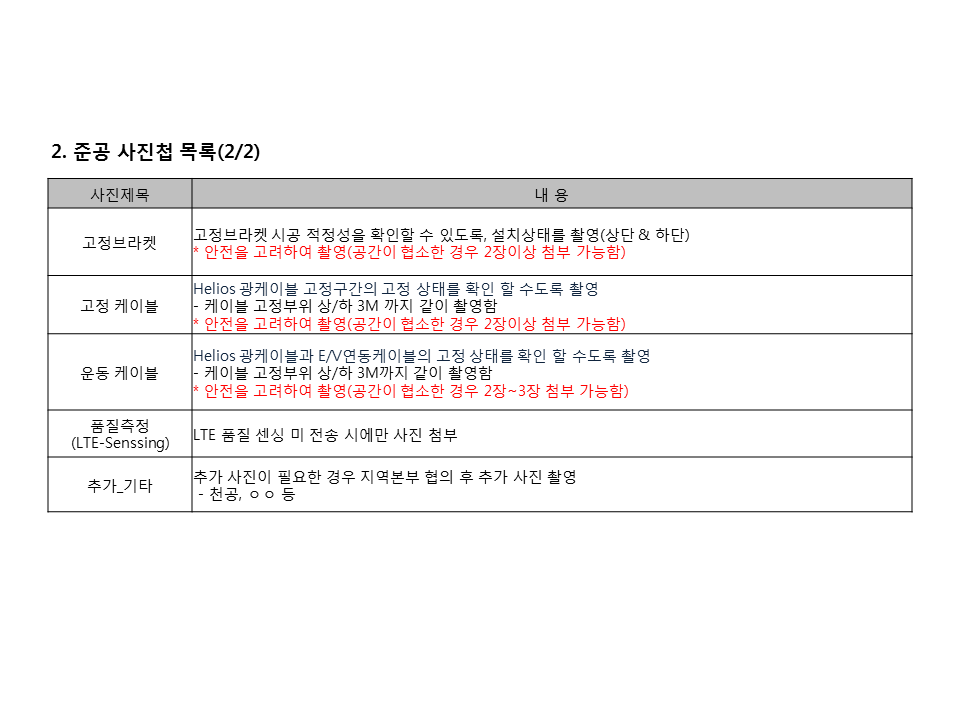 2. 준공 사진첩 목록(2/2)
사진제목
내 용
고정브라켓
고정브라켓 시공 적정성을 확인할 수 있도록, 설치상태를 촬영(상단 & 하단)
* 안전을 고려하여 촬영(공간이 협소한 경우 2장이상 첨부 가능함)
고정 케이블
Helios 광케이블 고정구간의 고정 상태를 확인 할 수도록 촬영
- 케이블 고정부위 상/하 3M 까지 같이 촬영함
* 안전을 고려하여 촬영(공간이 협소한 경우 2장이상 첨부 가능함)
운동 케이블
Helios 광케이블과 E/V연동케이블의 고정 상태를 확인 할 수도록 촬영
- 케이블 고정부위 상/하 3M까지 같이 촬영함
* 안전을 고려하여 촬영(공간이 협소한 경우 2장~3장 첨부 가능함)
품질측정
(LTE-Senssing)
LTE 품질 센싱 미 전송 시에만 사진 첨부
추가_기타
추가 사진이 필요한 경우 지역본부 협의 후 추가 사진 촬영
- 천공, ㅇㅇ 등